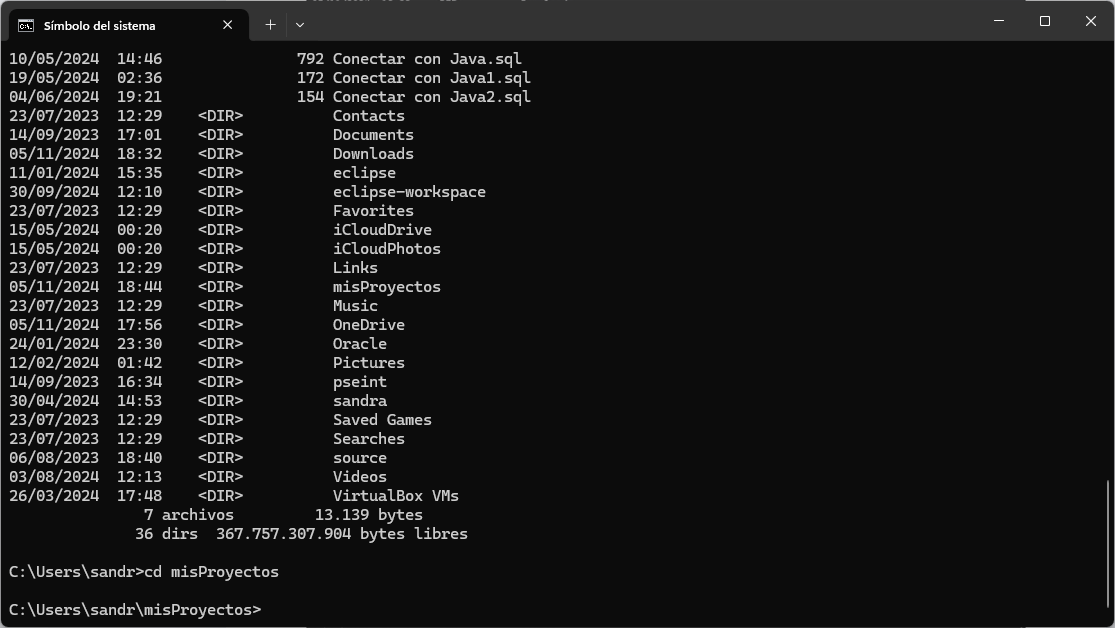 Símbolo del sistema
10/05/2024  14:46               792 Conectar con Java.sql
19/05/2024  02:36               172 Conectar con Java1.sql
04/06/2024  19:21               154 Conectar con Java2.sql
23/07/2023  12:29    <DIR>          Contacts
14/09/2023  17:01    <DIR>          Documents
05/11/2024  18:32    <DIR>          Downloads
11/01/2024  15:35    <DIR>          eclipse
30/09/2024  12:10    <DIR>          eclipse-workspace
23/07/2023  12:29    <DIR>          Favorites
15/05/2024  00:20    <DIR>          iCloudDrive
15/05/2024  00:20    <DIR>          iCloudPhotos
23/07/2023  12:29    <DIR>          Links
05/11/2024  18:44    <DIR>          misProyectos
23/07/2023  12:29    <DIR>          Music
05/11/2024  17:56    <DIR>          OneDrive
24/01/2024  23:30    <DIR>          Oracle
12/02/2024  01:42    <DIR>          Pictures
14/09/2023  16:34    <DIR>          pseint
30/04/2024  14:53    <DIR>          sandra
23/07/2023  12:29    <DIR>          Saved Games
23/07/2023  12:29    <DIR>          Searches
06/08/2023  18:40    <DIR>          source
03/08/2024  12:13    <DIR>          Videos
26/03/2024  17:48    <DIR>          VirtualBox VMs
7 archivos         13.139 bytes
36 dirs  367.757.307.904 bytes libres
C:\Users\sandr>cd misProyectos
C:\Users\sandr\misProyectos>